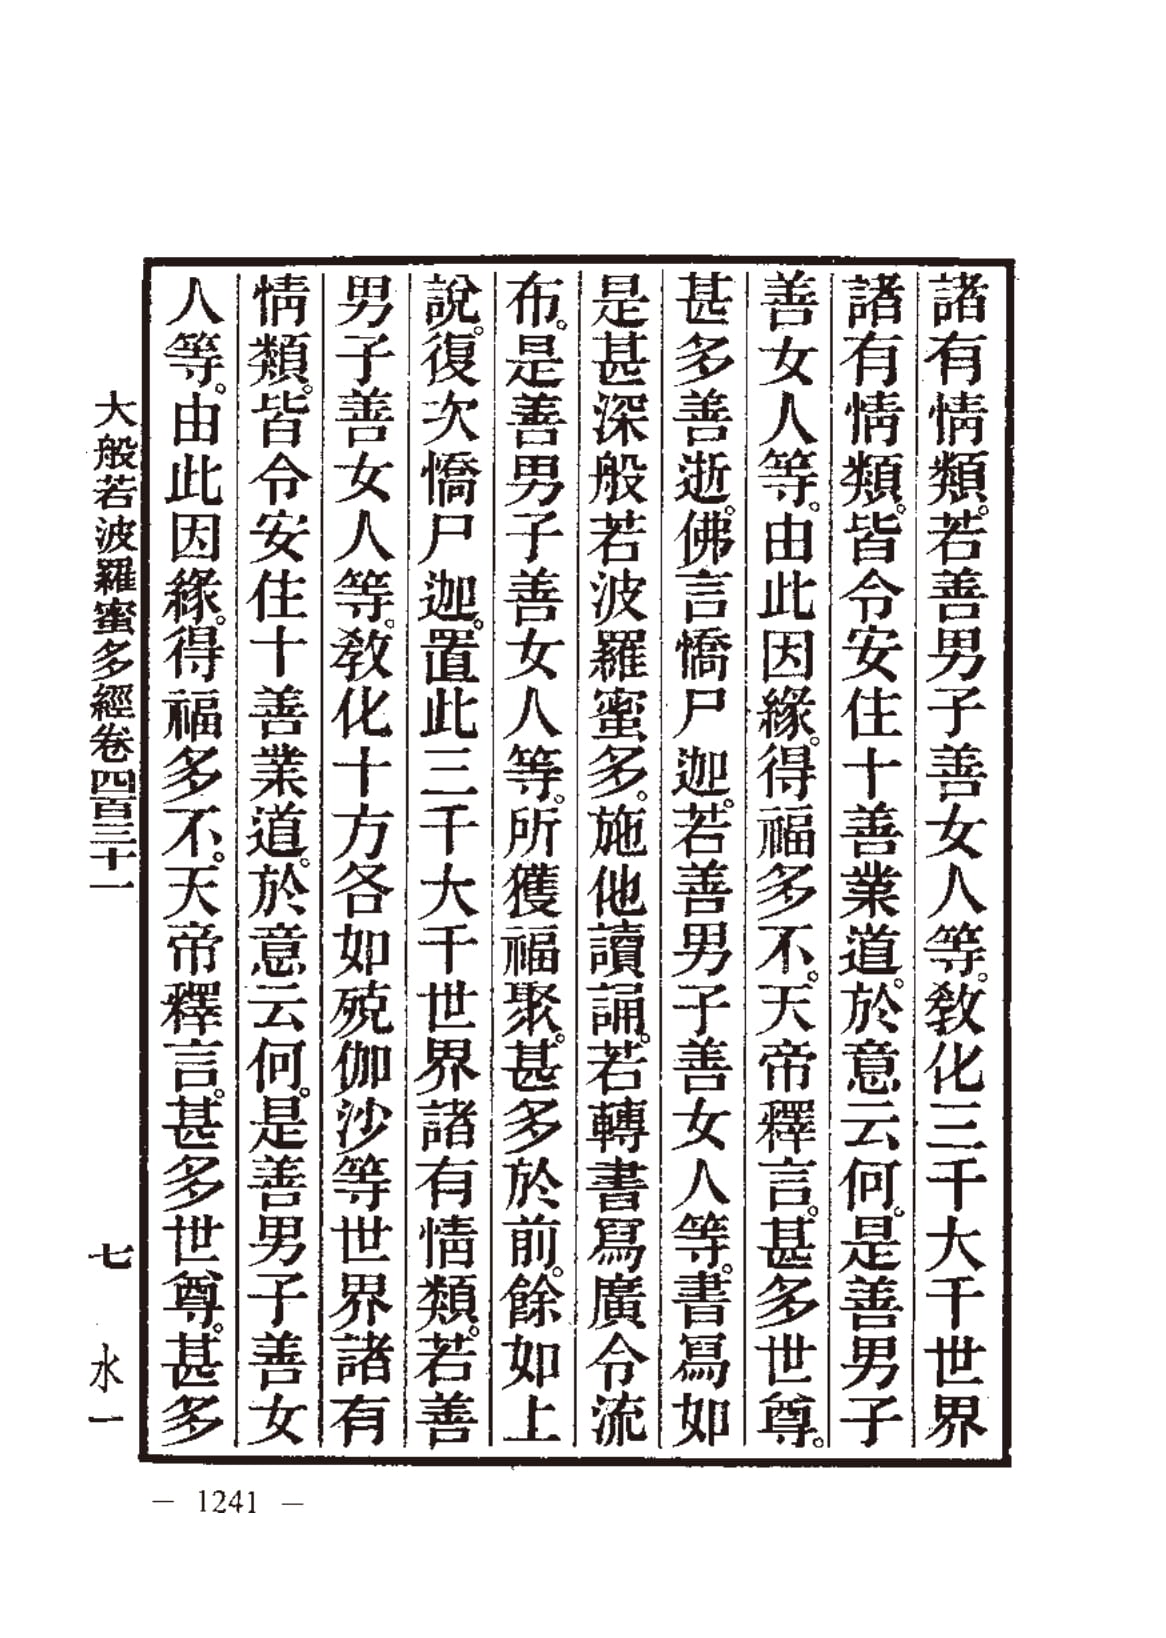 諸有情類。若善男子善女人等。敎化三千大千世界
諸有情類。皆令安住十善業道。於意云何。是善男子
善女人等。由此因緣。得福多不。天帝釋言。甚多世尊。
甚多善逝。佛言憍尸迦。若善男子善女人等。書寫如
是甚深般若波羅蜜多。施他讀誦。若轉書寫廣令流
布。是善男子善女人等。所獲福聚。甚多於前。餘如上
說。復次憍尸迦。置此三千大千世界諸有情類。若善
男子善女人等。敎化十方各如殑伽沙等世界諸有
情類。皆令安住十善業道。於意云何。是善男子善女
人等。由此因緣。得福多不。天帝釋言。甚多世尊。甚多
大般若波羅蜜多經卷四百三十一 七 水一
— 1241 —